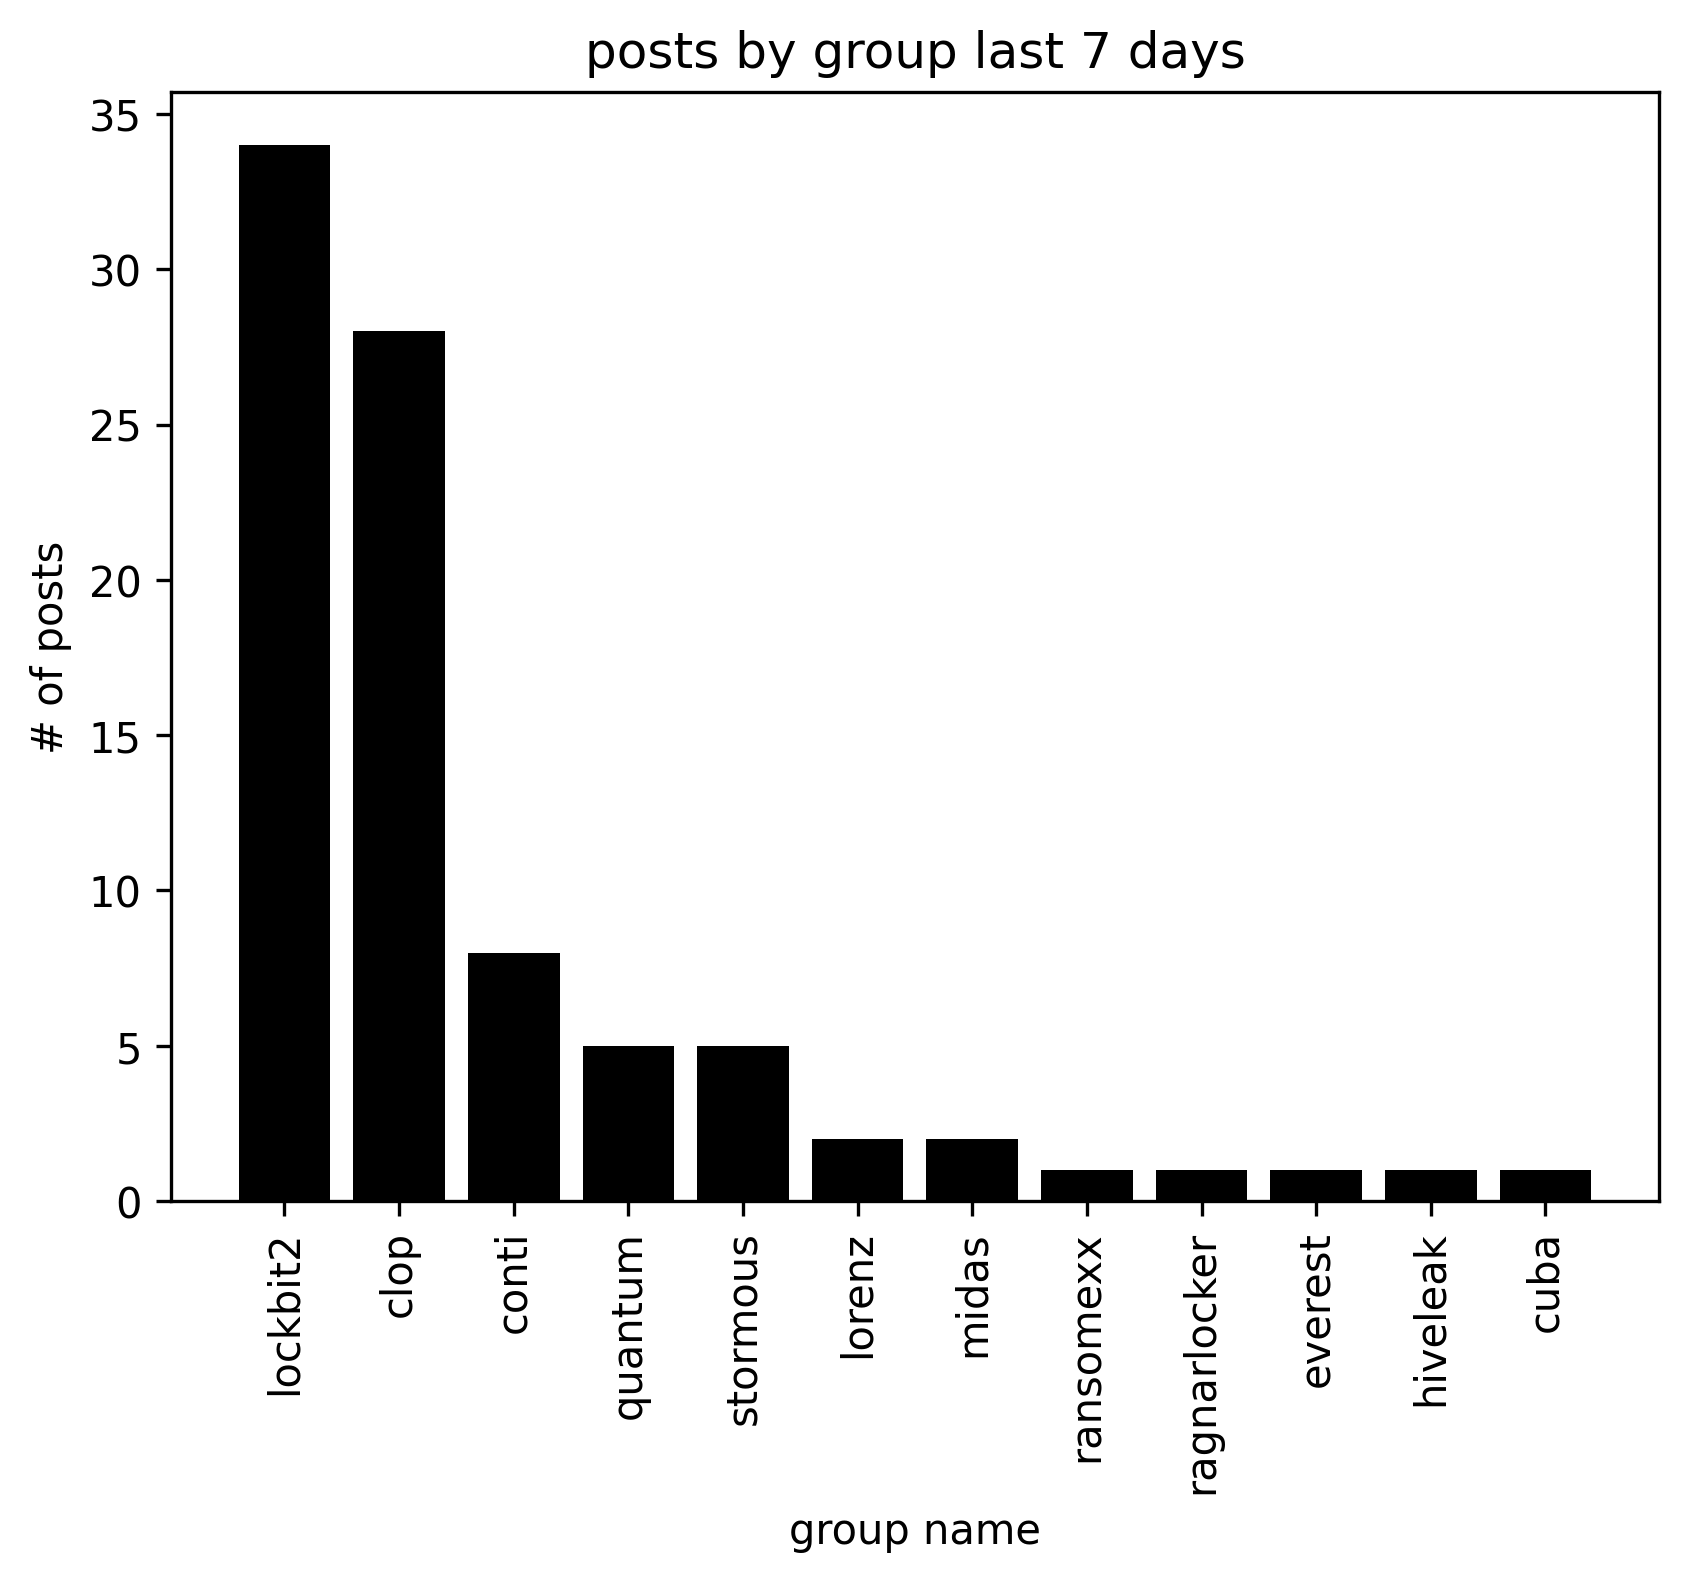 posts by group last 7 days
35
30
25
20
15
10
5
0
# of posts
lockbit2
clop
conti
quantum
stormous
lorenz
midas
ransomexx
ragnarlocker
everest
hiveleak
cuba
group name